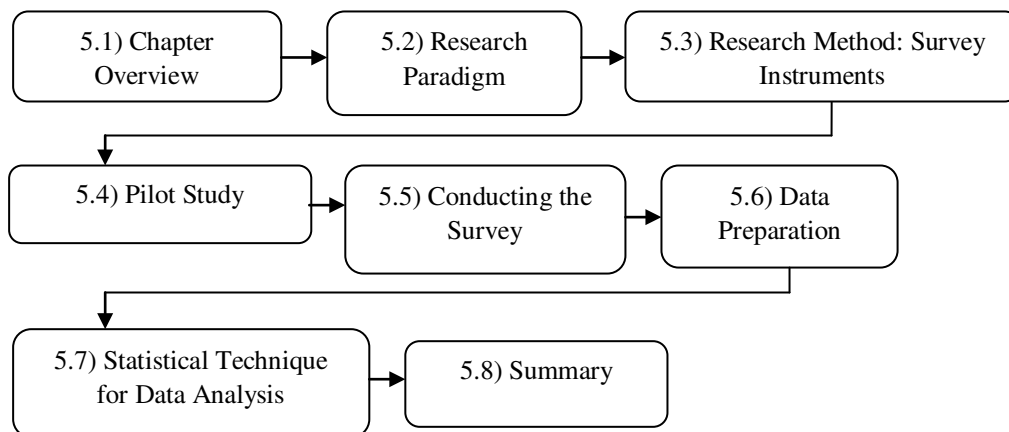 5.1) Chapter
Overview
5.2) Research
Paradigm
5.3) Research Method: Survey
Instruments
5.4) Pilot Study
5.5) Conducting the
Survey
5.6) Data
Preparation
5.7) Statistical Technique
for Data Analysis
5.8) Summary